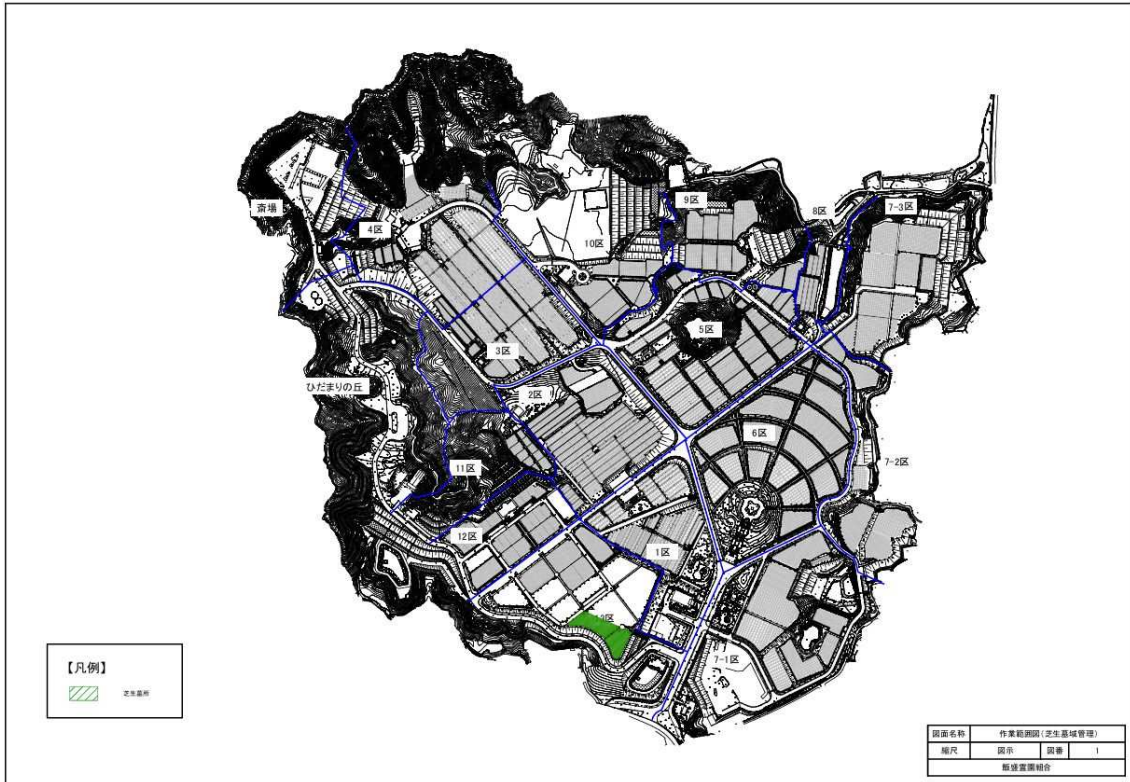 斎場
4区
10区
9区
8区
7-3区
3区
5区
ひだまりの丘
2区
6区
11区
7-2区
12区
1区
7-1区
【凡例】
芝生墓所
図面名称 作業範囲図(芝生墓域管理)
縮尺 図示 図番 1
飯盛霊園組合